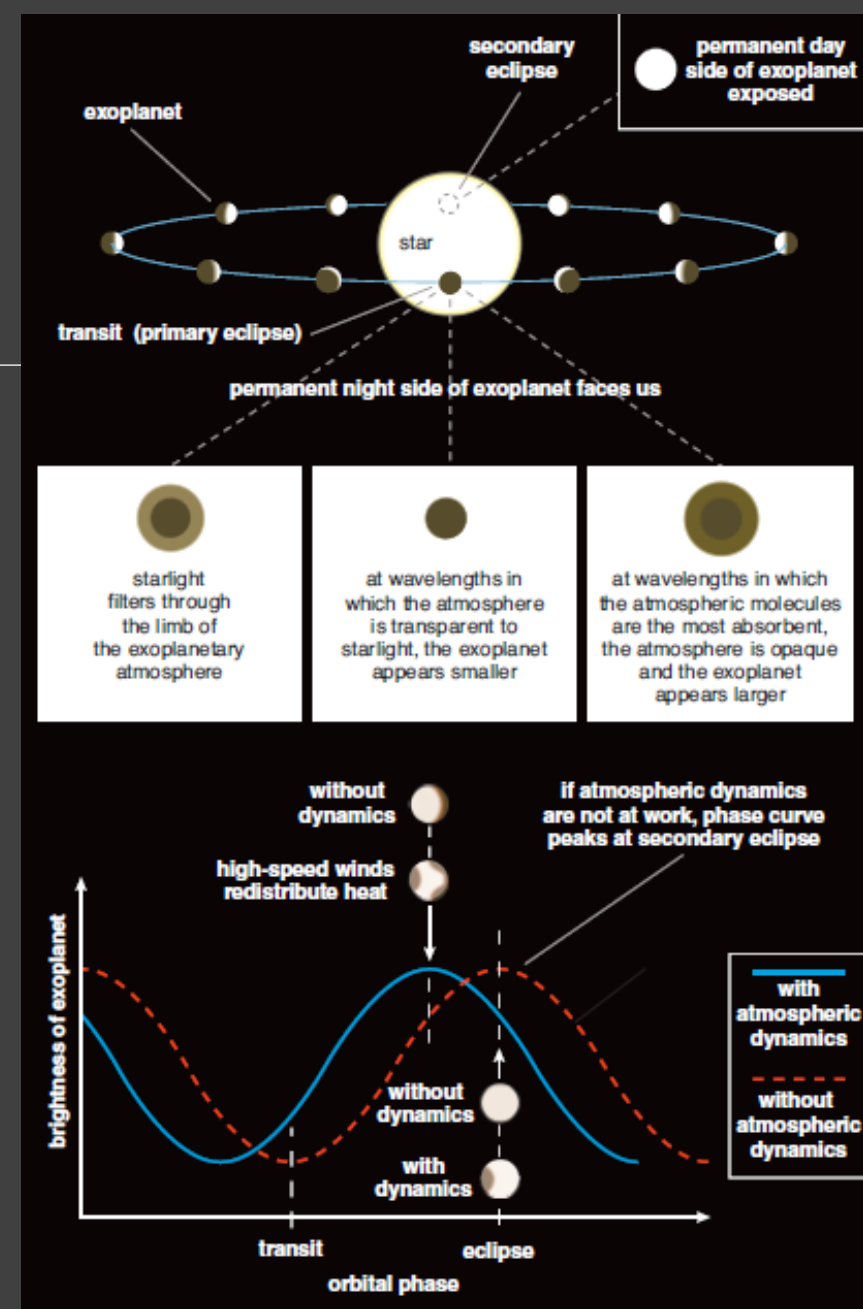 secondary
eclipse
permanent day
side of exoplanet
exposed
exoplanet
star
transit (primary eclipse)
permanent night side of exoplanet faces us
starlight
filters through
the limb of
the exoplanetary
atmosphere
at wavelengths in
which the atmosphere
is transparent to
starlight, the exoplanet
appears smaller
at wavelengths in which
the atmospheric molecules
are the most absorbent,
the atmosphere is opaque
and the exoplanet
appears larger
without
dynamics
high-speed winds
redistribute heat
if atmospheric dynamics
are not at work, phase curve
peaks at secondary eclipse
brightness of exoplanet
with
atmospheric
dynamics
without
atmospheric
dynamics
without
dynamics
with
dynamics
transit
eclipse
orbital phase